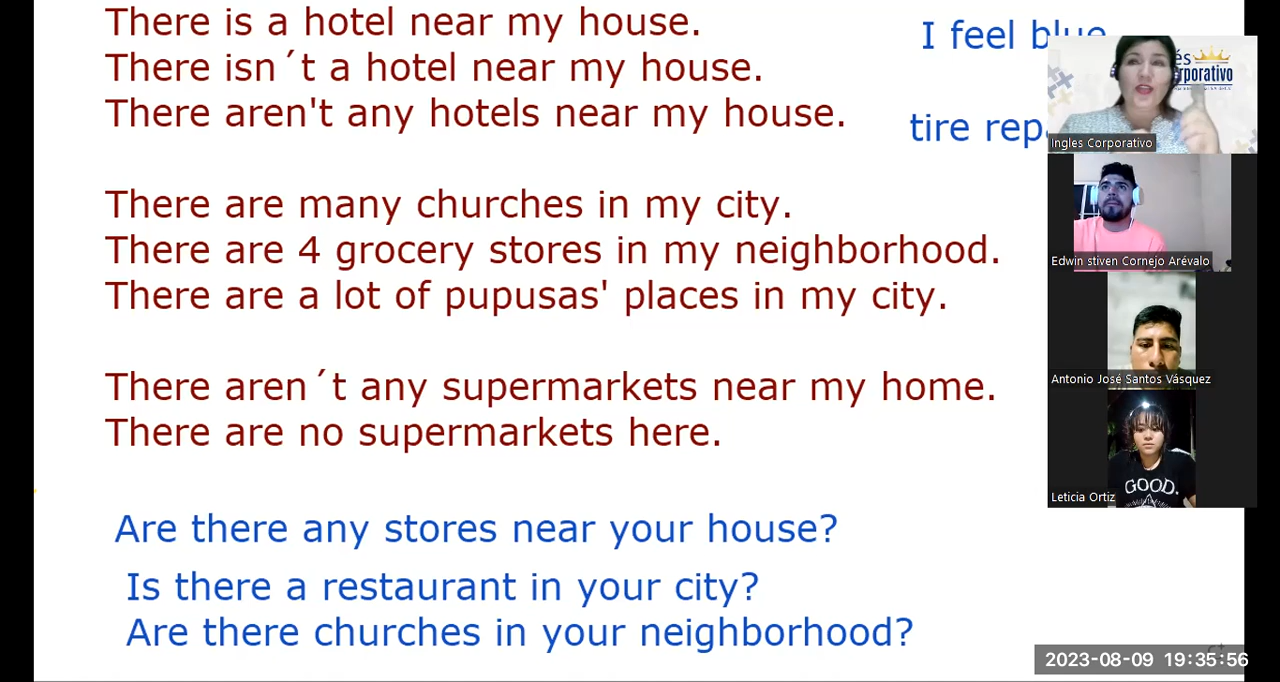 There is a hotel near my house.
There isn´t a hotel near my house.
There aren't any hotels near my house.
There are many churches in my city.
There are 4 grocery stores in my neighborhood.
There are a lot of pupusas' places in my city.
There aren´t any supermarkets near my home.
There are no supermarkets here.
Are there any stores near your house?
Is there a restaurant in your city?
Are there churches in your neighborhood?
I feel blue
tire
Ingles Corporativo
Edwin stiven Cornejo Arévalo
Antonio José Santos Vásquez
GOOD.
Leticia Ortiz
2023-08-09 19:35:56